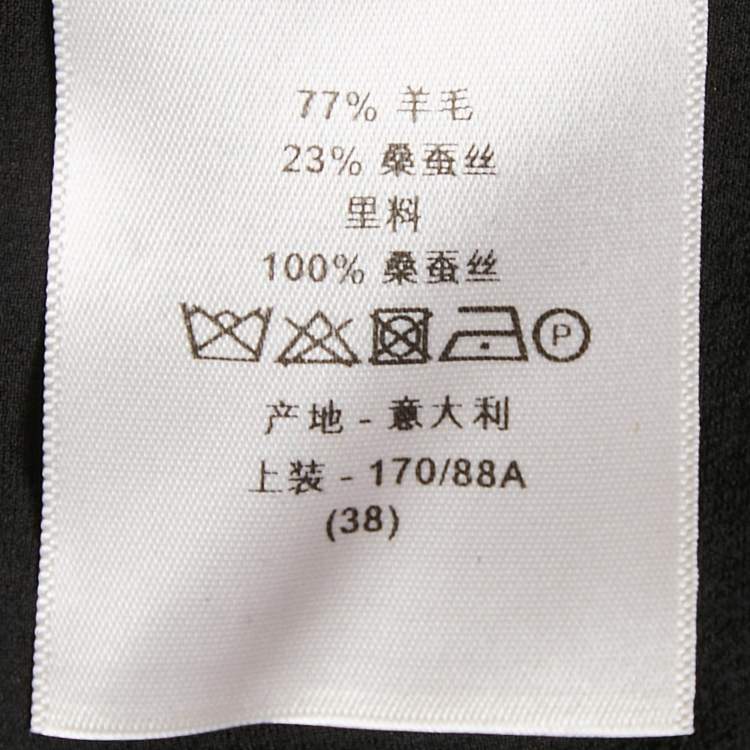 77% 羊毛
23% 桑蚕丝
里料
100% 桑蚕丝
P
产地 - 意大利
上装 - 170/88A
(38)